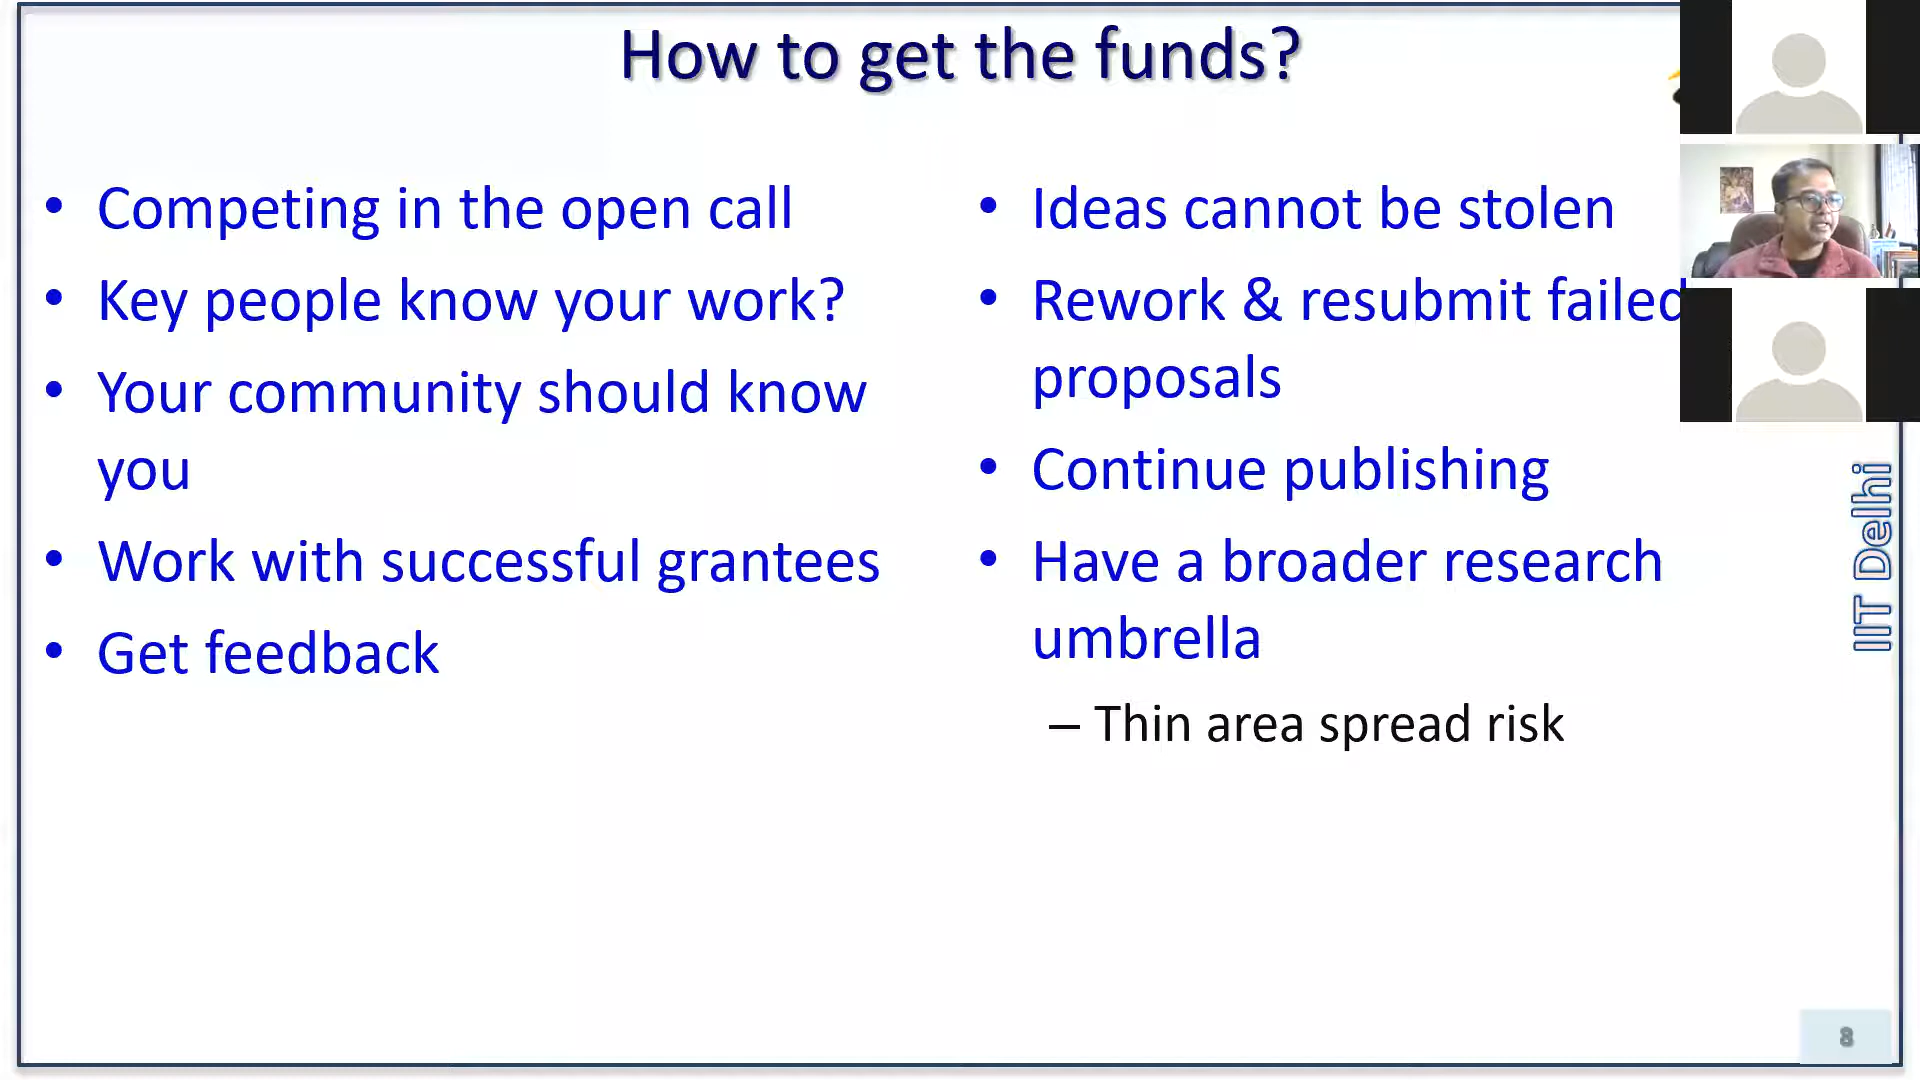 How to get the funds?
• Competing in the open call
• Key people know your work?
• Your community should know
you
• Work with successful grantees
• Get feedback
• Ideas cannot be stolen
• Rework & resubmit failed
proposals
• Continue publishing
• Have a broader research
umbrella
– Thin area spread risk
IIT Delhi
8